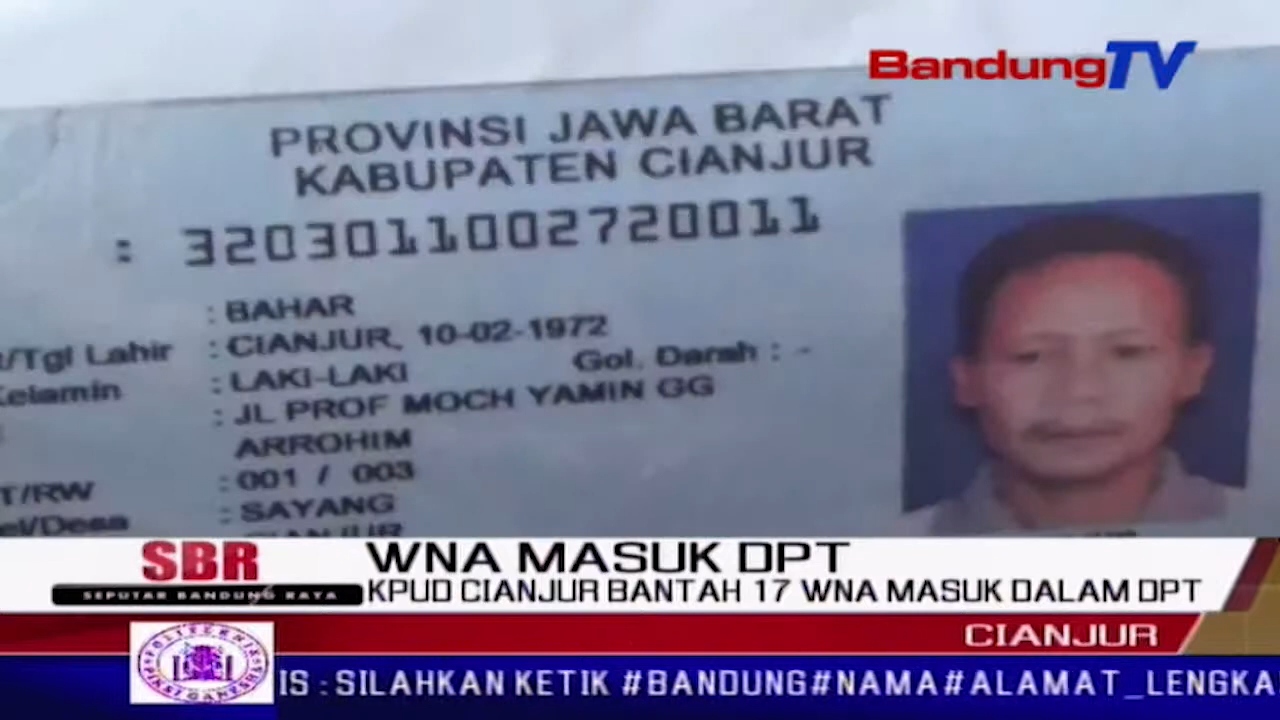 BandungTV
PROVINSI JAWA BARAT
KABUPATEN CIANJUR
: 3203011002720011
: BAHAR
/Tgl Lahir : CIANJUR, 10-02-1972
Kelamin : LAKI-LAKI Gol. Darah : -
: JL PROF MOCH YAMIN GG
ARROHIM
T/RW : 001 / 003
el/Desa : SAYANG
CIANJUR
SBR WNA MASUK DPT
SEPUTAR BANDUNG RAYA KPUD CIANJUR BANTAH 17 WNA MASUK DALAM DPT
CIANJUR
IS : SILAHKAN KETIK #BANDUNG#NAMA#ALAMAT_LENGKA